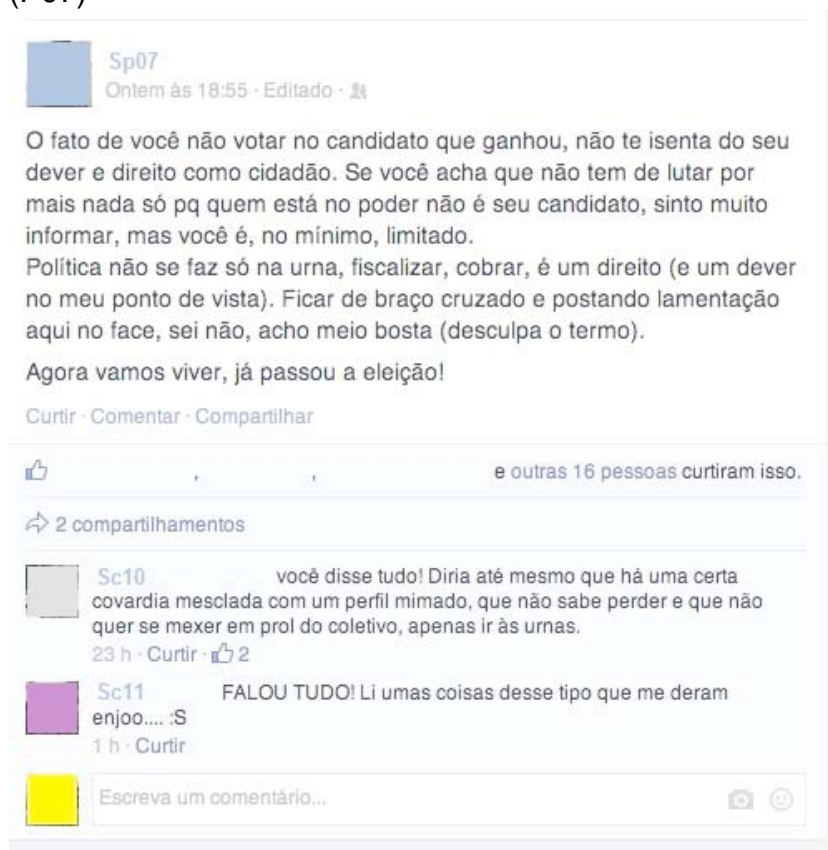 Sp07
Ontem às 18:55 · Editado ·
O fato de você não votar no candidato que ganhou, não te isenta do seu
dever e direito como cidadão. Se você acha que não tem de lutar por
mais nada só pq quem está no poder não é seu candidato, sinto muito
informar, mas você é, no mínimo, limitado.
Política não se faz só na urna, fiscalizar, cobrar, é um direito (e um dever
no meu ponto de vista). Ficar de braço cruzado e postando lamentação
aqui no face, sei não, acho meio bosta (desculpa o termo).
Agora vamos viver, já passou a eleição!
Curtir · Comentar · Compartilhar
, , e outras 16 pessoas curtiram isso.
2 compartilhamentos
Sc10 você disse tudo! Diria até mesmo que há uma certa
covardia mesclada com um perfil mimado, que não sabe perder e que não
quer se mexer em prol do coletivo, apenas ir às urnas.
23 h · Curtir · 2
Sc11 FALOU TUDO! Li umas coisas desse tipo que me deram
enjoo.... :S
1 h · Curtir
Escreva um comentário...